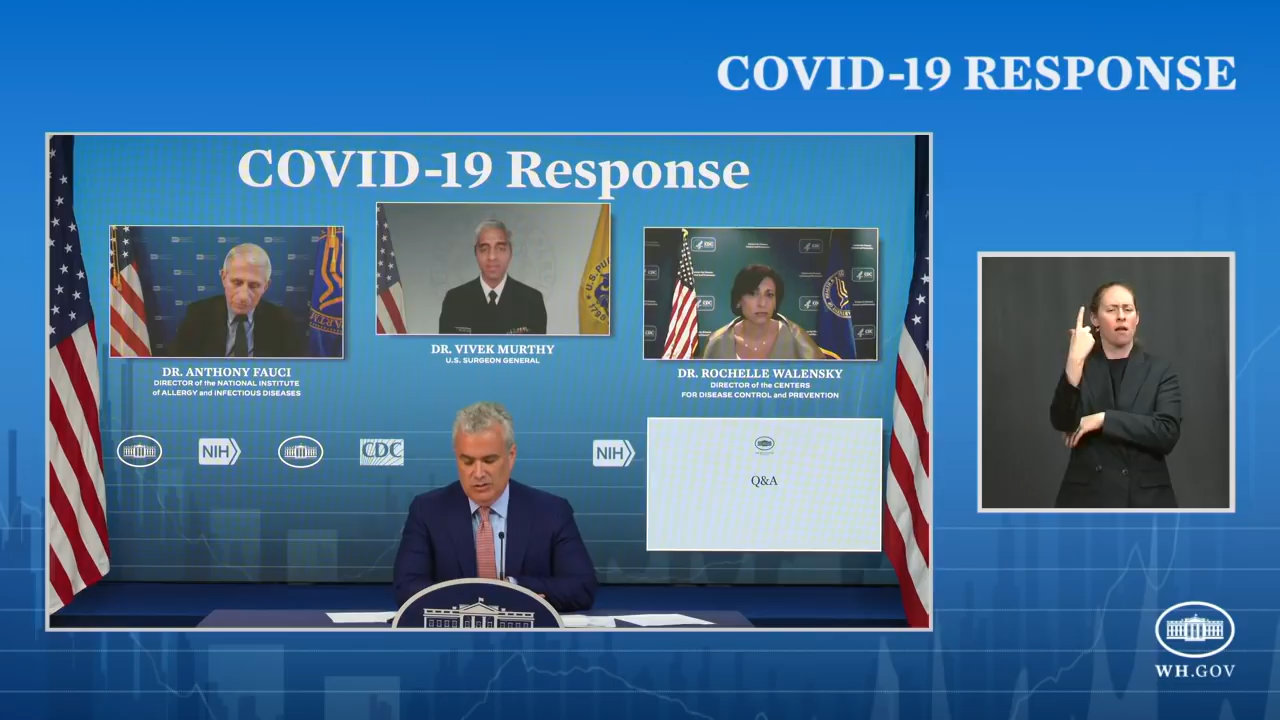 COVID-19 RESPONSE
COVID-19 Response
DR. ANTHONY FAUCI
DIRECTOR of the NATIONAL INSTITUTE
of ALLERGY and INFECTIOUS DISEASES
DR. VIVEK MURTHY
U.S. SURGEON GENERAL
DR. ROCHELLE WALENSKY
DIRECTOR of the CENTERS
FOR DISEASE CONTROL and PREVENTION
NIH
CDC
NIH
Q&A
WH.GOV